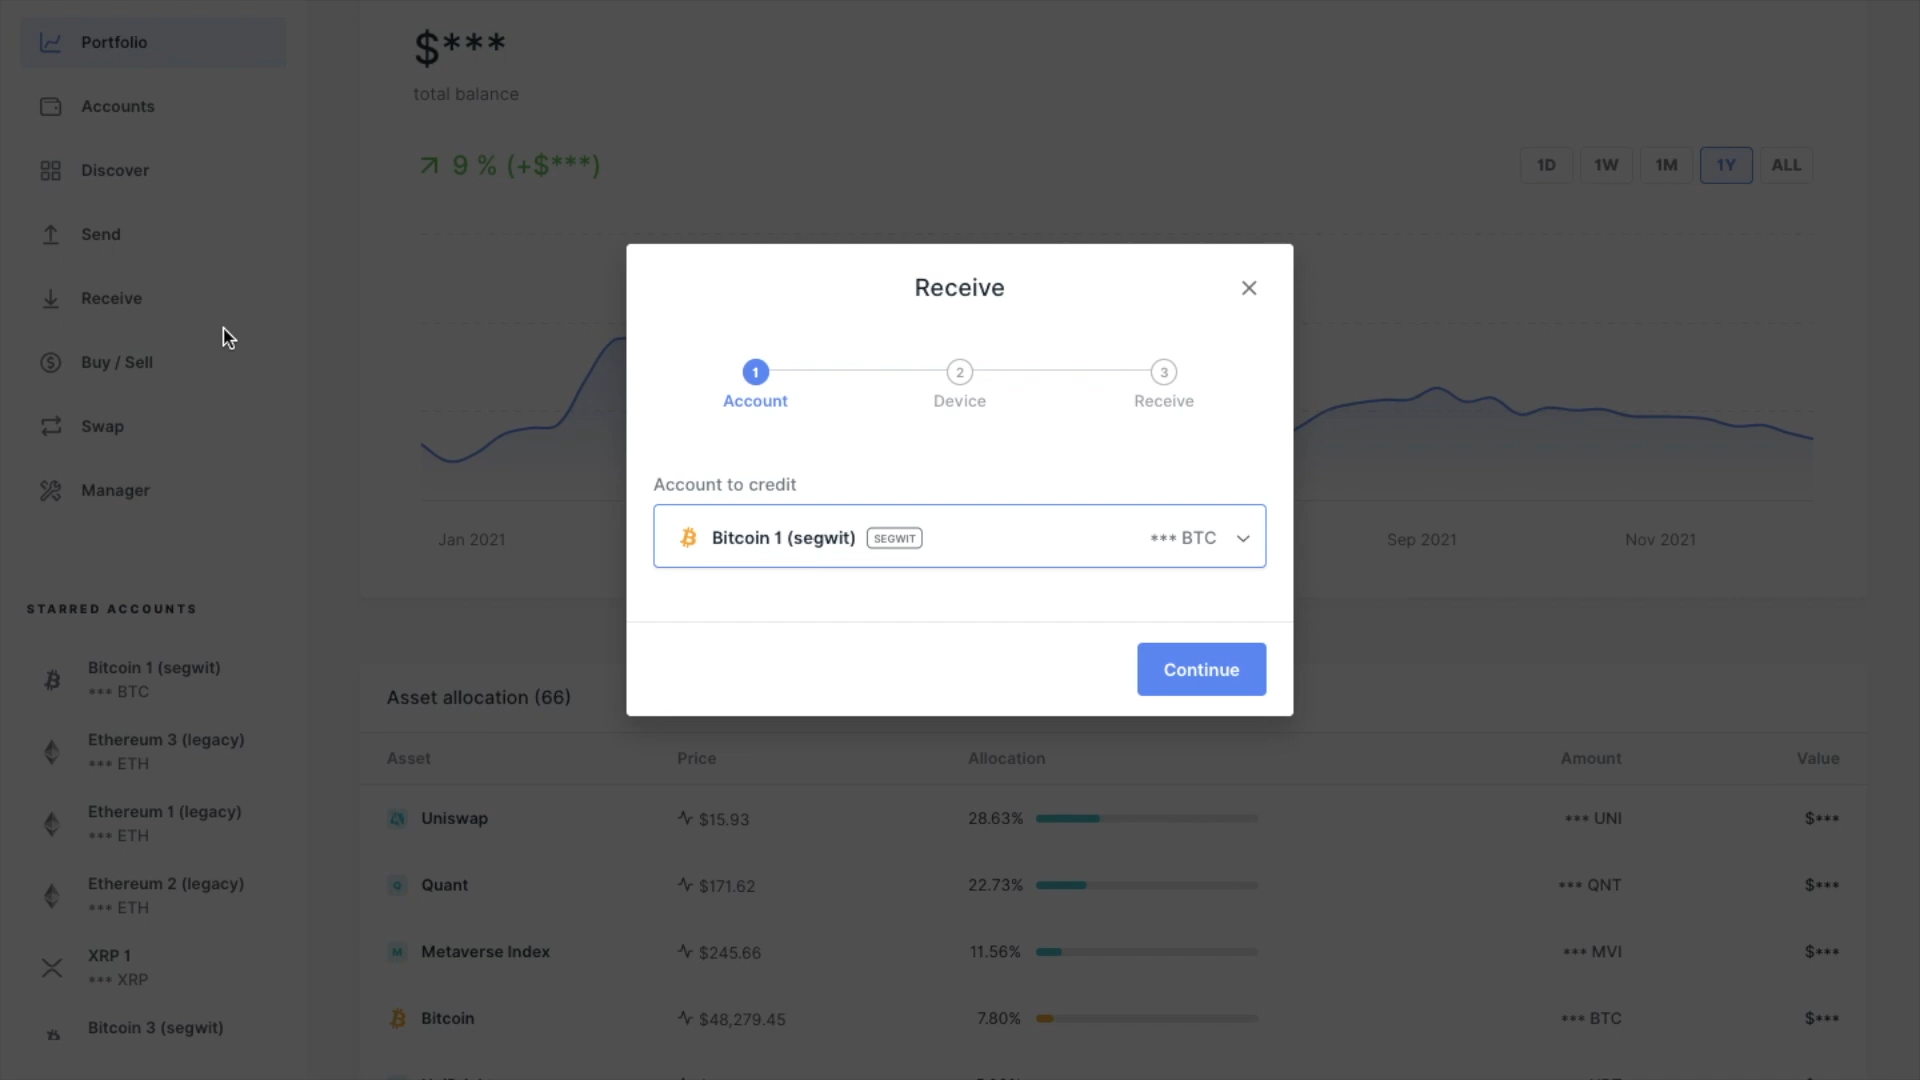 Portfolio
Accounts
Discover
Send
Receive
Buy / Sell
Swap
Manager
STARRED ACCOUNTS
Bitcoin 1 (segwit)
*** BTC
Ethereum 3 (legacy)
*** ETH
Ethereum 1 (legacy)
*** ETH
Ethereum 2 (legacy)
*** ETH
XRP 1
*** XRP
Bitcoin 3 (segwit)
$***
total balance
9 % (+$***)
1D 1W 1M 1Y ALL
Jan 2021 Sep 2021 Nov 2021
Receive
1 2 3
Account Device Receive
Account to credit
Bitcoin 1 (segwit) SEGWIT *** BTC
Continue
Asset allocation (66)
Asset Price Allocation Amount Value
Uniswap $15.93 28.63% *** UNI $***
Q Quant $171.62 22.73% *** QNT $***
M Metaverse Index $245.66 11.56% *** MVI $***
Bitcoin $48,279.45 7.80% *** BTC $***